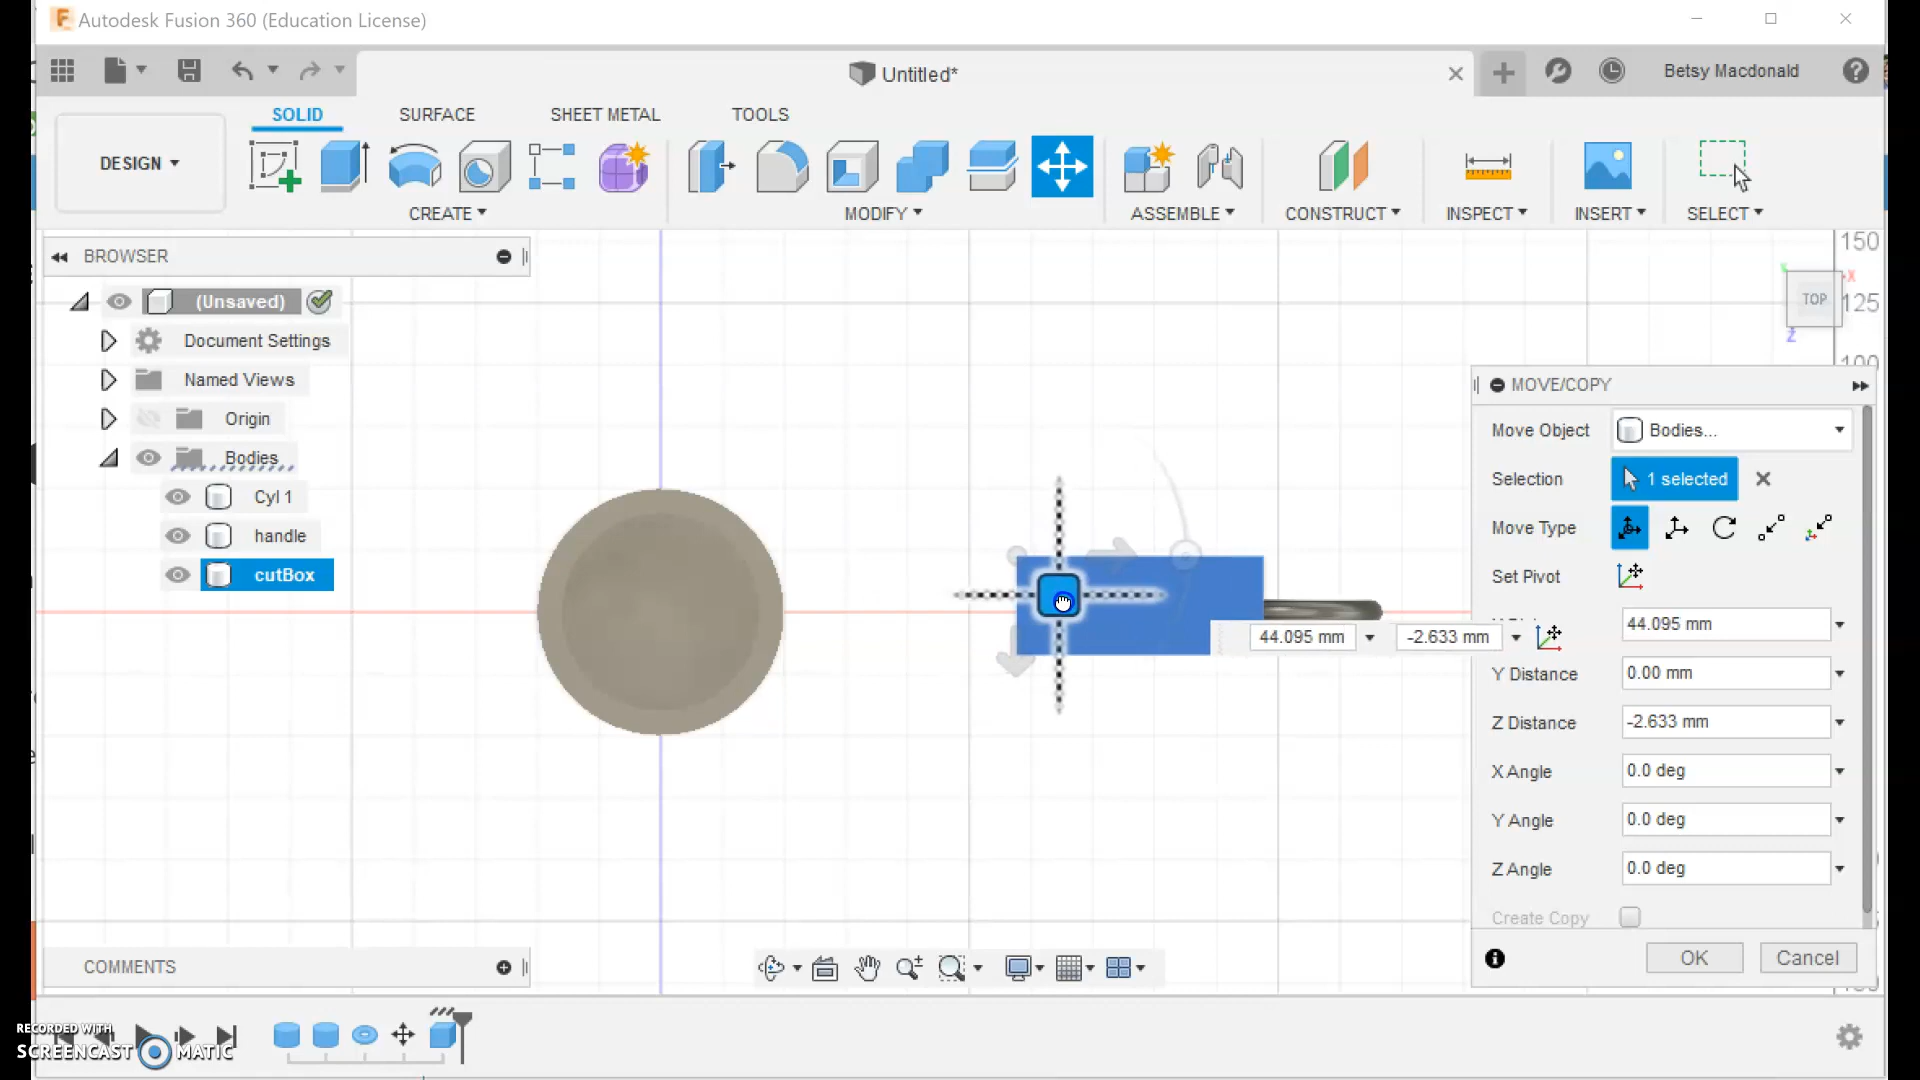 Autodesk Fusion 360 (Education License)
Untitled*
Betsy Macdonald
SOLID
SURFACE
SHEET METAL
TOOLS
DESIGN
CREATE
MODIFY
ASSEMBLE
CONSTRUCT
INSPECT
INSERT
SELECT
BROWSER
(Unsaved)
Document Settings
Named Views
Origin
Bodies
Cyl 1
handle
cutBox
150
125
X
TOP
Z
MOVE/COPY
Move Object
Bodies...
Selection
1 selected
Move Type
Set Pivot
44.095 mm
44.095 mm
-2.633 mm
Y Distance
0.00 mm
Z Distance
-2.633 mm
X Angle
0.0 deg
Y Angle
0.0 deg
Z Angle
0.0 deg
Create Copy
OK
Cancel
COMMENTS
RECORDED WITH
SCREENCAST MATIC